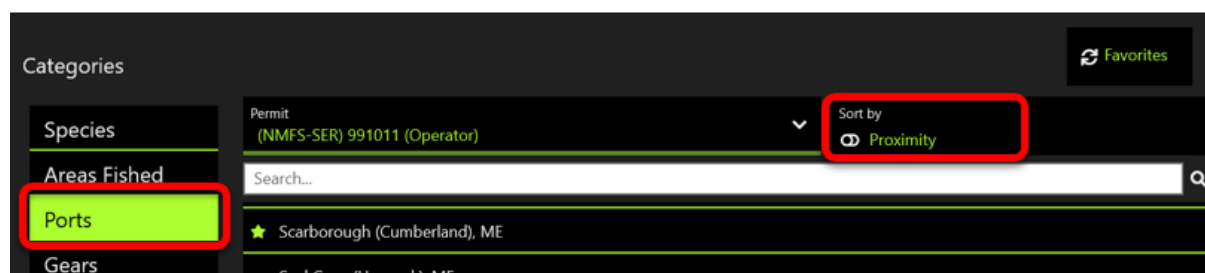 Categories
Favorites
Species
Areas Fished
Ports
Gears
Permit
(NMFS-SER) 991011 (Operator)
Sort by
Proximity
Search...
Scarborough (Cumberland), ME